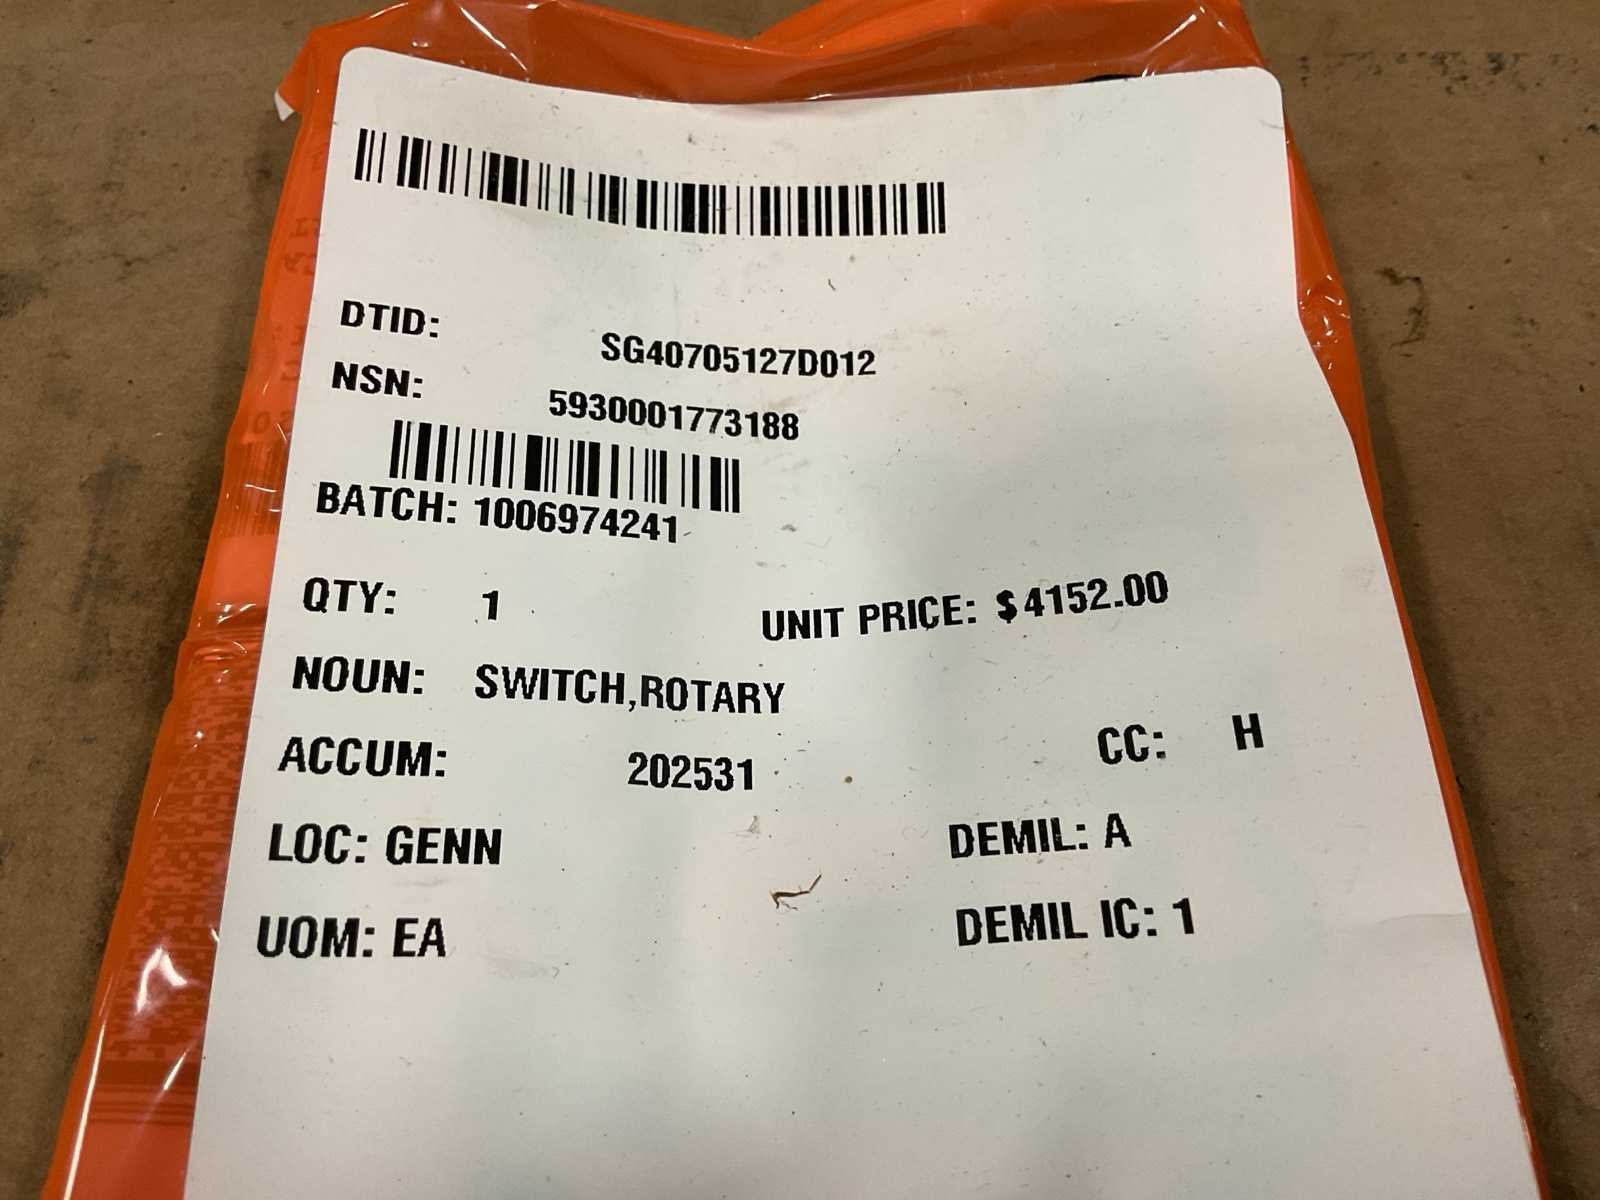 DTID: SG40705127D012
NSN: 5930001773188
BATCH: 1006974241
QTY: 1 UNIT PRICE: $4152.00
NOUN: SWITCH,ROTARY
ACCUM: 202531 CC: H
LOC: GENN DEMIL: A
UOM: EA DEMIL IC: 1